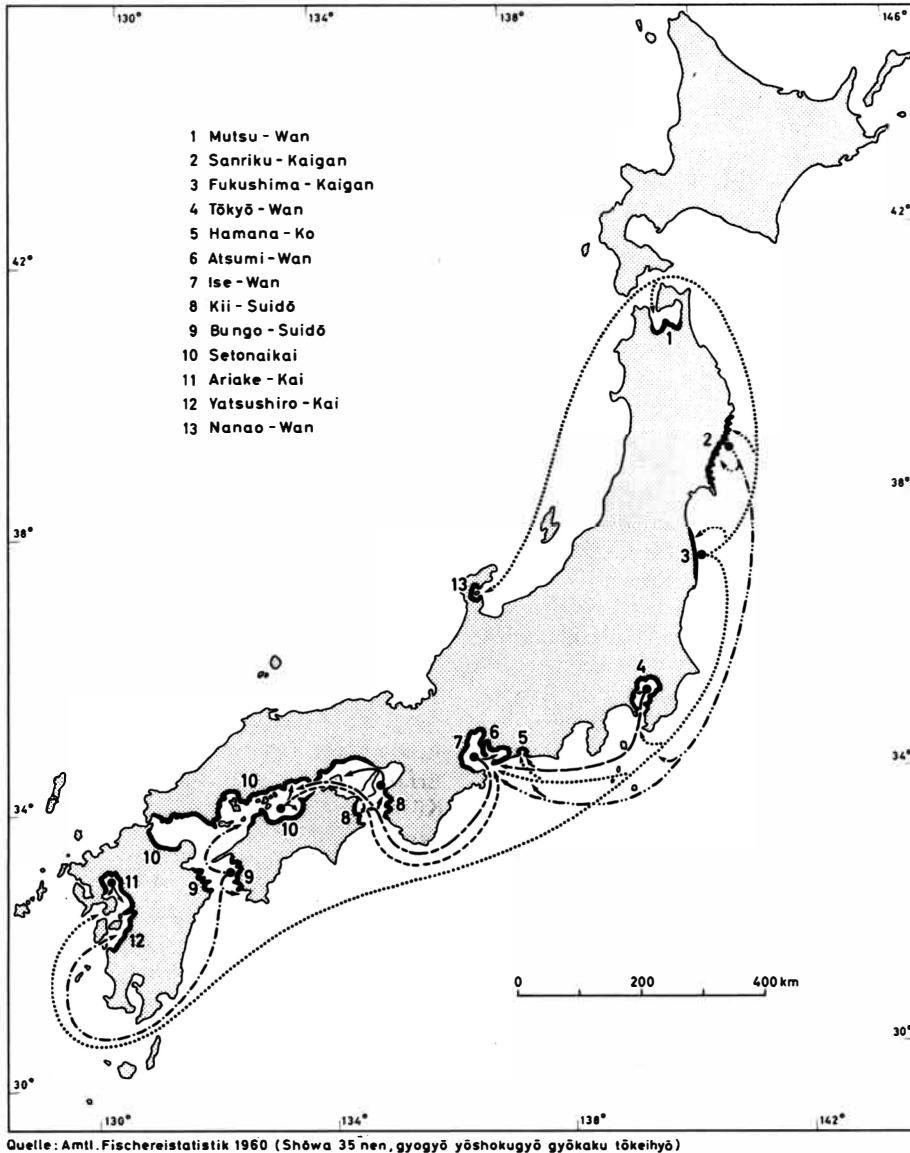 130° 134° 138° 146°
1 Mutsu-Wan
2 Sanriku-Kaigan
3 Fukushima-Kaigan
4 Tōkyō-Wan
5 Hamana-Ko
6 Atsumi-Wan
7 Ise-Wan
8 Kii-Suidō
9 Bungo-Suidō
10 Setonaikai
11 Ariake-Kai
12 Yatsushiro-Kai
13 Nanao-Wan
42°
42°
1
2
38°
38°
3
13
4
34°
7 6 5
10
34°
8 8
10
10
11
9 9
12
0 200 400 km
30°
30°
130° 134° 138° 142°
Quelle: Amtl. Fischereistatistik 1960 (Shōwa 35 nen, gyogyō yōshokugyō gyōkaku tōkeihyō)